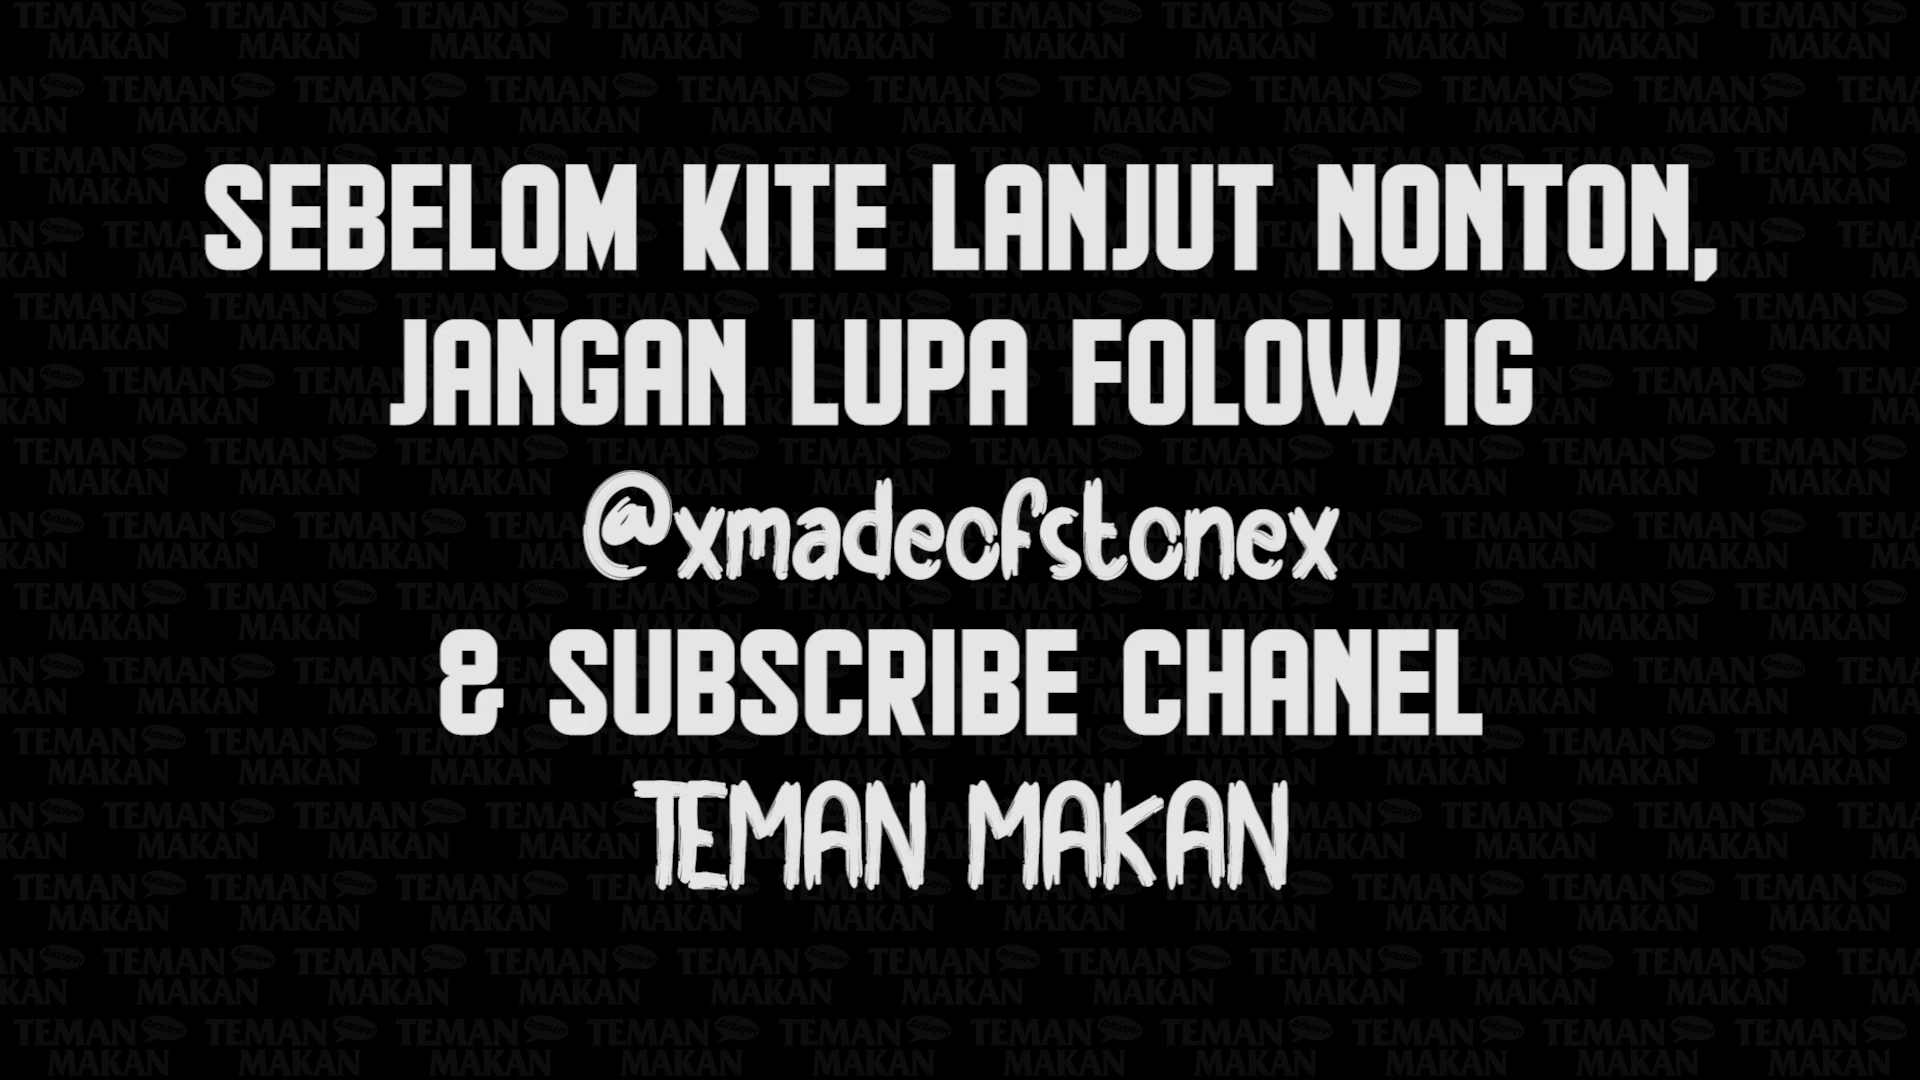 SEBELOM KITE LANJUT NONTON,
JANGAN LUPA FOLOW IG
@xmadeofstonex
& SUBSCRIBE CHANEL
TEMAN MAKAN